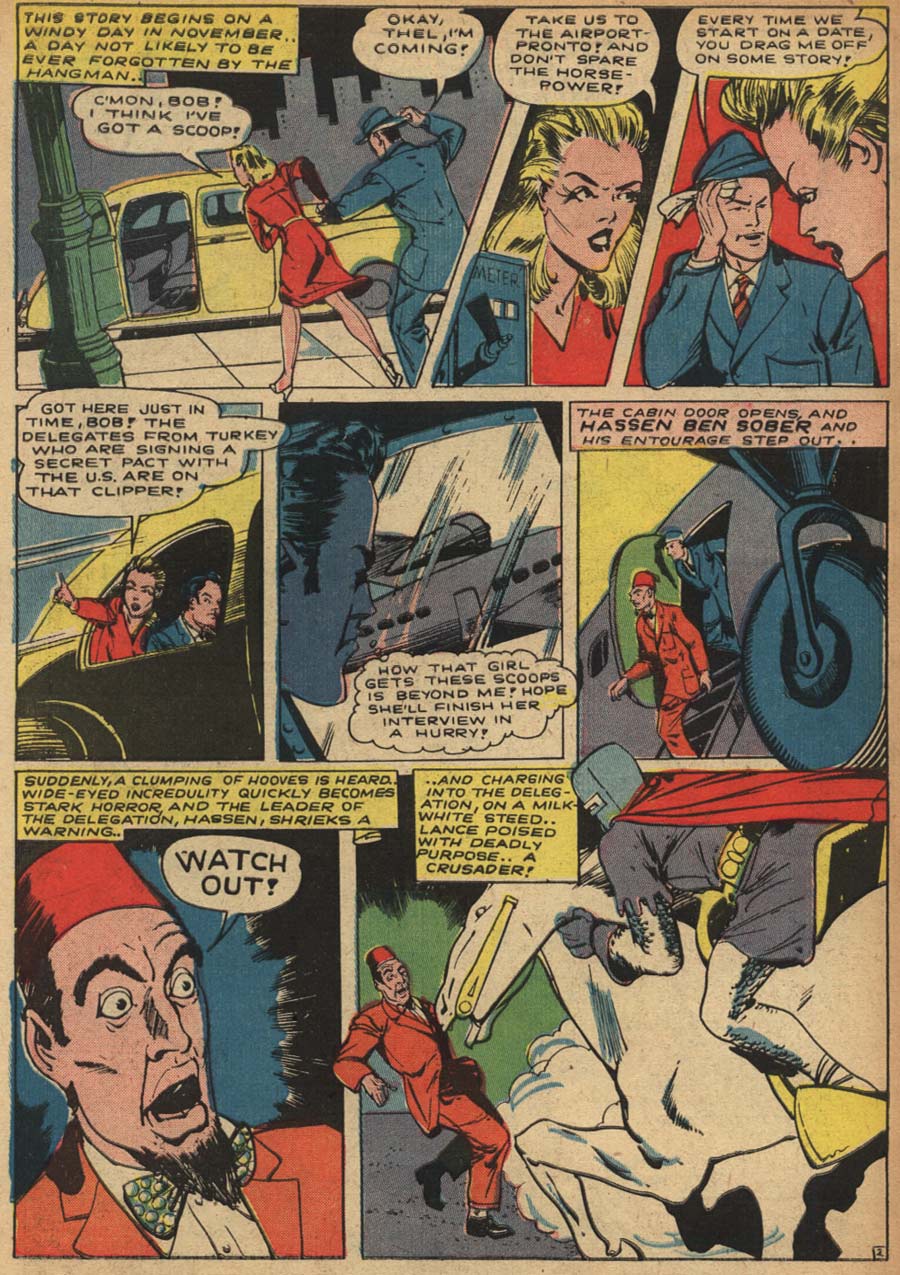 THIS STORY BEGINS ON A
WINDY DAY IN NOVEMBER..
A DAY NOT LIKELY TO BE
EVER FORGOTTEN BY THE
HANGMAN..
C'MON, BOB!
I THINK I'VE
GOT A SCOOP!
OKAY,
THEL, I'M
COMING!
TAKE US TO
THE AIRPORT-
PRONTO! AND
DON'T SPARE
THE HORSE-
POWER!
METER
EVERY TIME WE
START ON A DATE,
YOU DRAG ME OFF
ON SOME STORY!
GOT HERE JUST IN
TIME, BOB! THE
DELEGATES FROM TURKEY
WHO ARE SIGNING A
SECRET PACT WITH
THE U.S. ARE ON
THAT CLIPPER!
HOW THAT GIRL
GETS THESE SCOOPS
IS BEYOND ME! HOPE
SHE'LL FINISH HER
INTERVIEW IN
A HURRY!
THE CABIN DOOR OPENS, AND
HASSEN BEN SOBER AND
HIS ENTOURAGE STEP OUT..
SUDDENLY, A CLUMPING OF HOOVES IS HEARD..
WIDE-EYED INCREDULITY QUICKLY BECOMES
STARK HORROR, AND THE LEADER OF
THE DELEGATION, HASSEN, SHRIEKS A
WARNING..
WATCH
OUT!
..AND CHARGING
INTO THE DELEG-
ATION, ON A MILK-
WHITE STEED..
LANCE POISED
WITH DEADLY
PURPOSE.. A
CRUSADER!
2